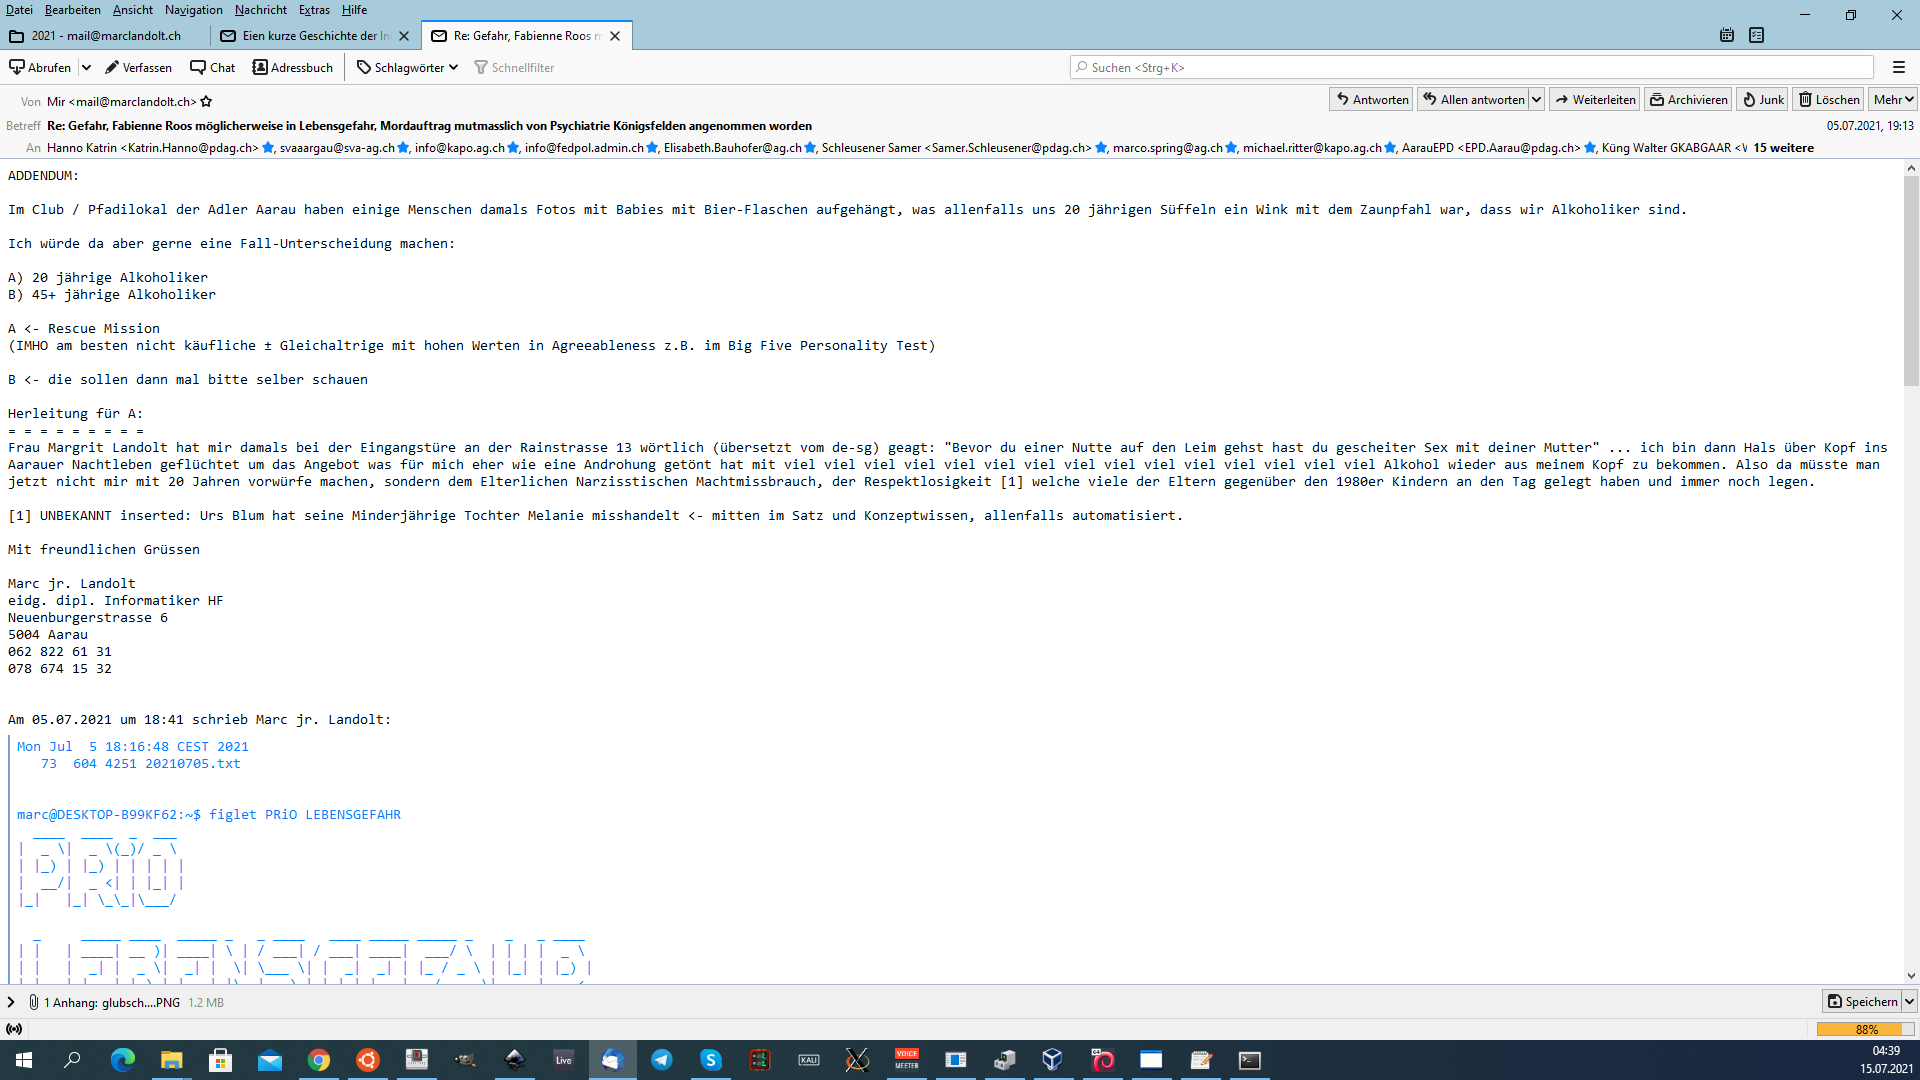 Datei Bearbeiten Ansicht Navigation Nachricht Extras Hilfe
2021 - mail@marclandolt.ch
Eien kurze Geschichte der In
Re: Gefahr, Fabienne Roos m
Abrufen Verfassen Chat Adressbuch Schlagwörter Schnellfilter
Suchen <Strg+K>
Von Mir <mail@marclandolt.ch>
Antworten Allen antworten Weiterleiten Archivieren Junk Löschen Mehr
Betreff Re: Gefahr, Fabienne Roos möglicherweise in Lebensgefahr, Mordauftrag mutmasslich von Psychiatrie Königsfelden angenommen worden
05.07.2021, 19:13
An Hanno Katrin <Katrin.Hanno@pdag.ch> , svaaargau@sva-ag.ch , info@kapo.ag.ch , info@fedpol.admin.ch , Elisabeth.Bauhofer@ag.ch , Schleusener Samer <Samer.Schleusener@pdag.ch> , marco.spring@ag.ch , michael.ritter@kapo.ag.ch , AarauEPD <EPD.Aarau@pdag.ch> , Küng Walter GKABGAAR <V 15 weitere
ADDENDUM:
Im Club / Pfadilokal der Adler Aarau haben einige Menschen damals Fotos mit Babies mit Bier-Flaschen aufgehängt, was allenfalls uns 20 jährigen Süffeln ein Wink mit dem Zaunpfahl war, dass wir Alkoholiker sind.
Ich würde da aber gerne eine Fall-Unterscheidung machen:
A) 20 jährige Alkoholiker
B) 45+ jährige Alkoholiker
A <- Rescue Mission
(IMHO am besten nicht käufliche ± Gleichaltrige mit hohen Werten in Agreeableness z.B. im Big Five Personality Test)
B <- die sollen dann mal bitte selber schauen
Herleitung für A:
= = = = = = = = =
Frau Margrit Landolt hat mir damals bei der Eingangstüre an der Rainstrasse 13 wörtlich (übersetzt vom de-sg) geagt: "Bevor du einer Nutte auf den Leim gehst hast du gescheiter Sex mit deiner Mutter" ... ich bin dann Hals über Kopf ins
Aarauer Nachtleben geflüchtet um das Angebot was für mich eher wie eine Androhung getönt hat mit viel viel viel viel viel viel viel viel viel viel viel viel viel viel viel Alkohol wieder aus meinem Kopf zu bekommen. Also da müsste man
jetzt nicht mir mit 20 Jahren vorwürfe machen, sondern dem Elterlichen Narzisstischen Machtmissbrauch, der Respektlosigkeit [1] welche viele der Eltern gegenüber den 1980er Kindern an den Tag gelegt haben und immer noch legen.
[1] UNBEKANNT inserted: Urs Blum hat seine Minderjährige Tochter Melanie misshandelt <- mitten im Satz und Konzeptwissen, allenfalls automatisiert.
Mit freundlichen Grüssen
Marc jr. Landolt
eidg. dipl. Informatiker HF
Neuenburgerstrasse 6
5004 Aarau
062 822 61 31
078 674 15 32
Am 05.07.2021 um 18:41 schrieb Marc jr. Landolt:
Mon Jul  5 18:16:48 CEST 2021
73 604 4251 20210705.txt
marc@DESKTOP-B99KF62:~$ figlet PRiO LEBENSGEFAHR
PRiO
LEBENSGEFAHR
1 Anhang: glubsch....PNG 1.2 MB
Speichern
88%
Live
KALI
VOICE
MEETER
04:39
15.07.2021